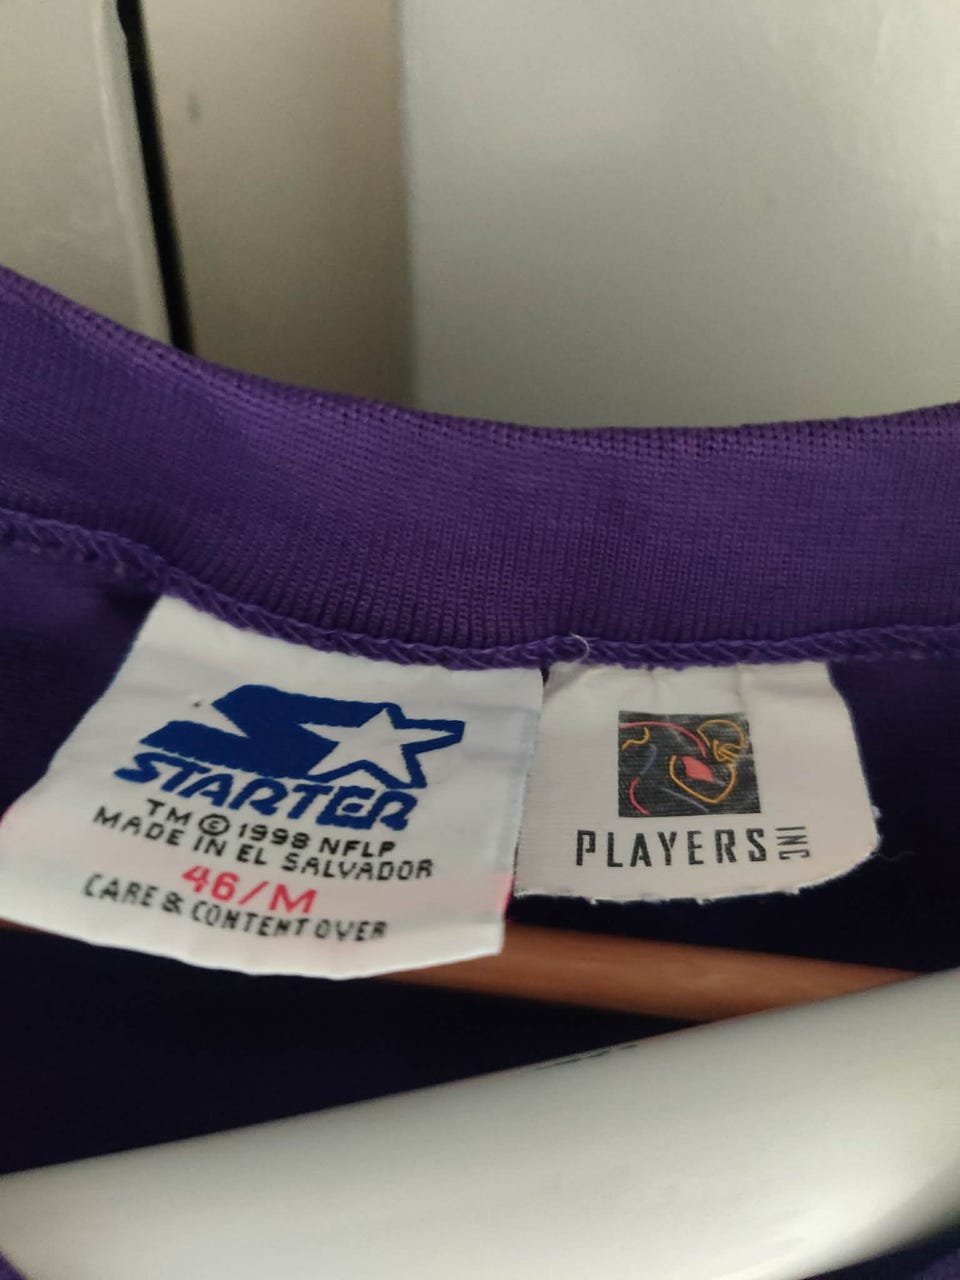 STARTER
TM © 1998 NFLP
MADE IN EL SALVADOR
46/M
CARE & CONTENT OVER
PLAYERS INC